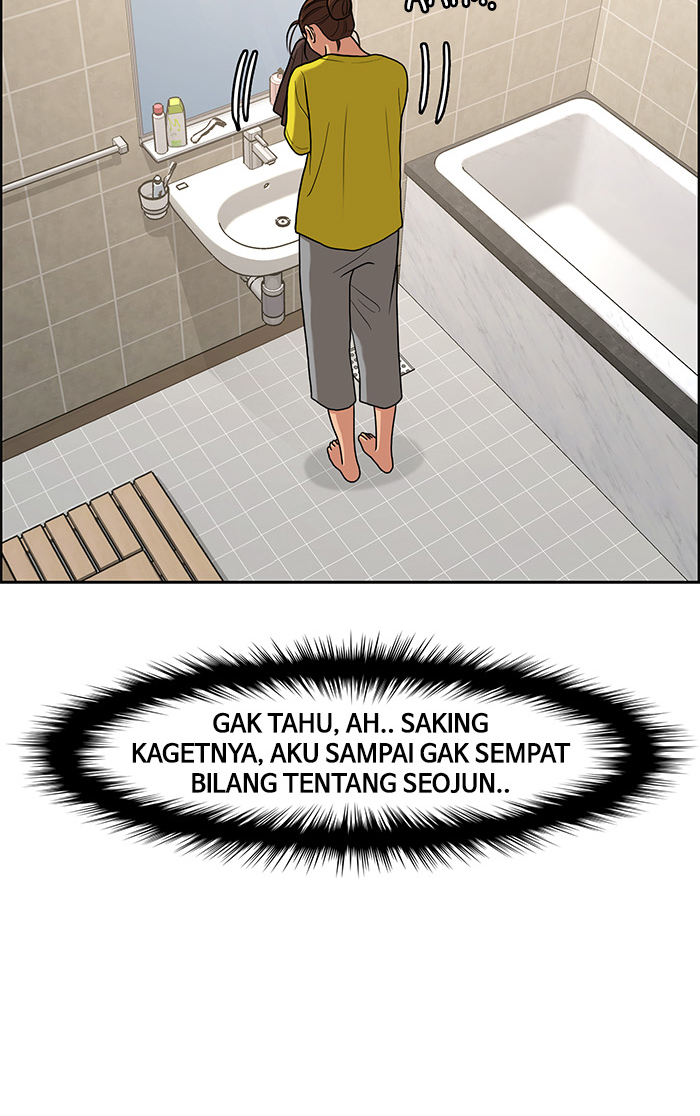 GAK TAHU, AH.. SAKING
KAGETNYA, AKU SAMPAI GAK SEMPAT
BILANG TENTANG SEOJUN..